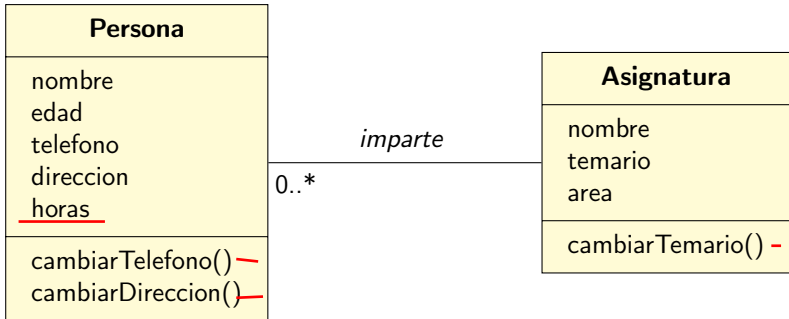 Persona
nombre
edad
telefono
direccion
horas
cambiarTelefono()
cambiarDireccion()
imparte
0..*
Asignatura
nombre
temario
area
cambiarTemario()